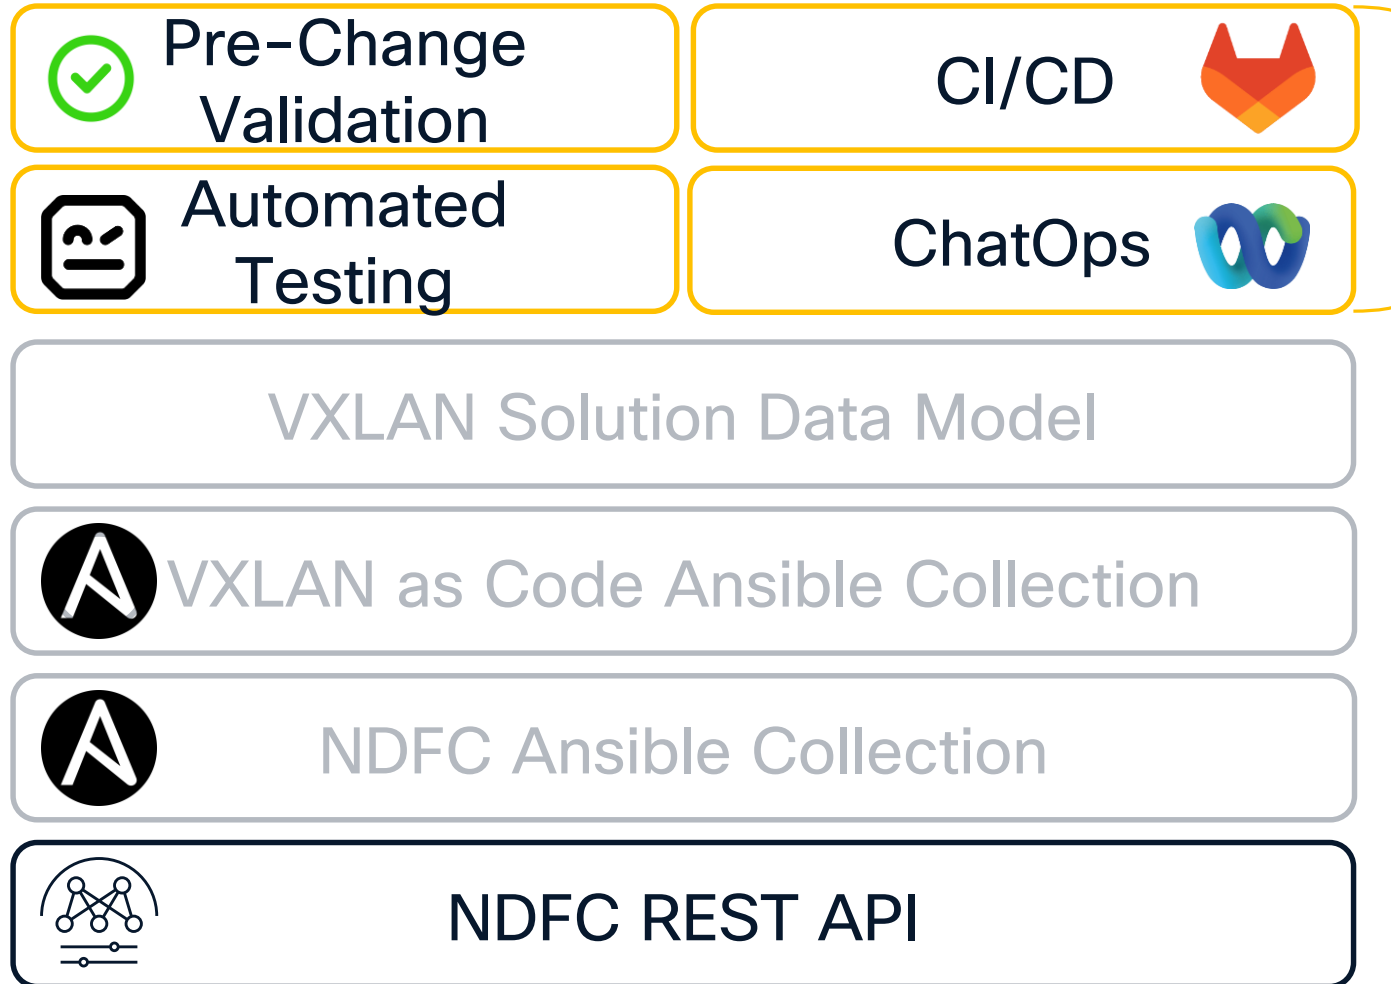 Pre-Change
Validation
CI/CD
Automated
Testing
ChatOps
VXLAN Solution Data Model
VXLAN as Code Ansible Collection
NDFC Ansible Collection
NDFC REST API